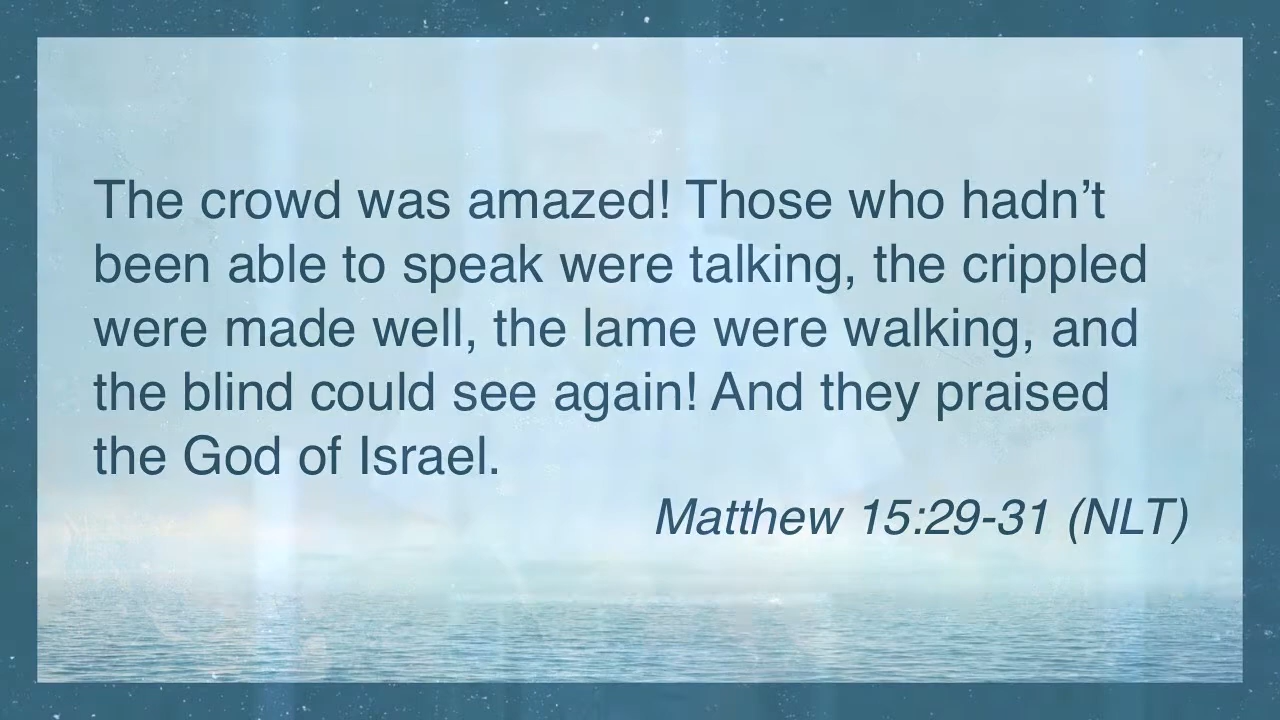 The crowd was amazed! Those who hadn’t
been able to speak were talking, the crippled
were made well, the lame were walking, and
the blind could see again! And they praised
the God of Israel.
Matthew 15:29-31 (NLT)